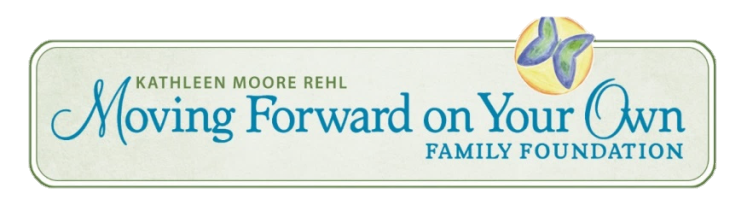 KATHLEEN MOORE REHL
Moving Forward on Your Own
FAMILY FOUNDATION